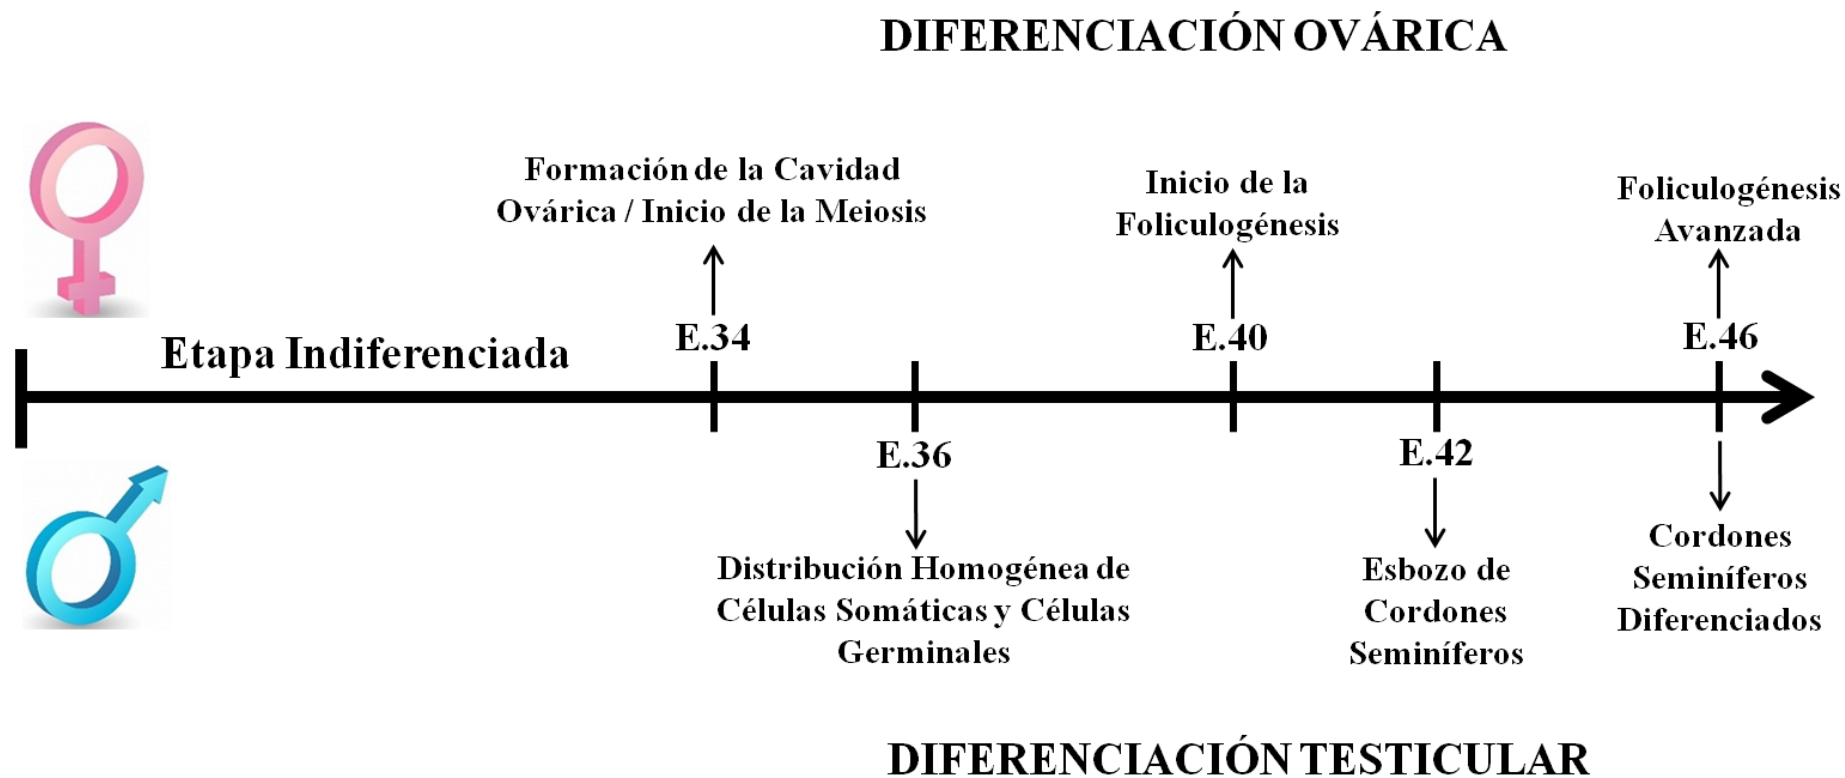 DIFERENCIACIÓN OVÁRICA
Formación de la Cavidad
Ovárica / Inicio de la Meiosis
Inicio de la
Foliculogénesis
Foliculogénesis
Avanzada
Etapa Indiferenciada
E.34
E.40
E.46
E.36
E.42
Distribución Homogénea de
Células Somáticas y Células
Germinales
Esbozo de
Cordones
Seminíferos
Cordones
Seminíferos
Diferenciados
DIFERENCIACIÓN TESTICULAR